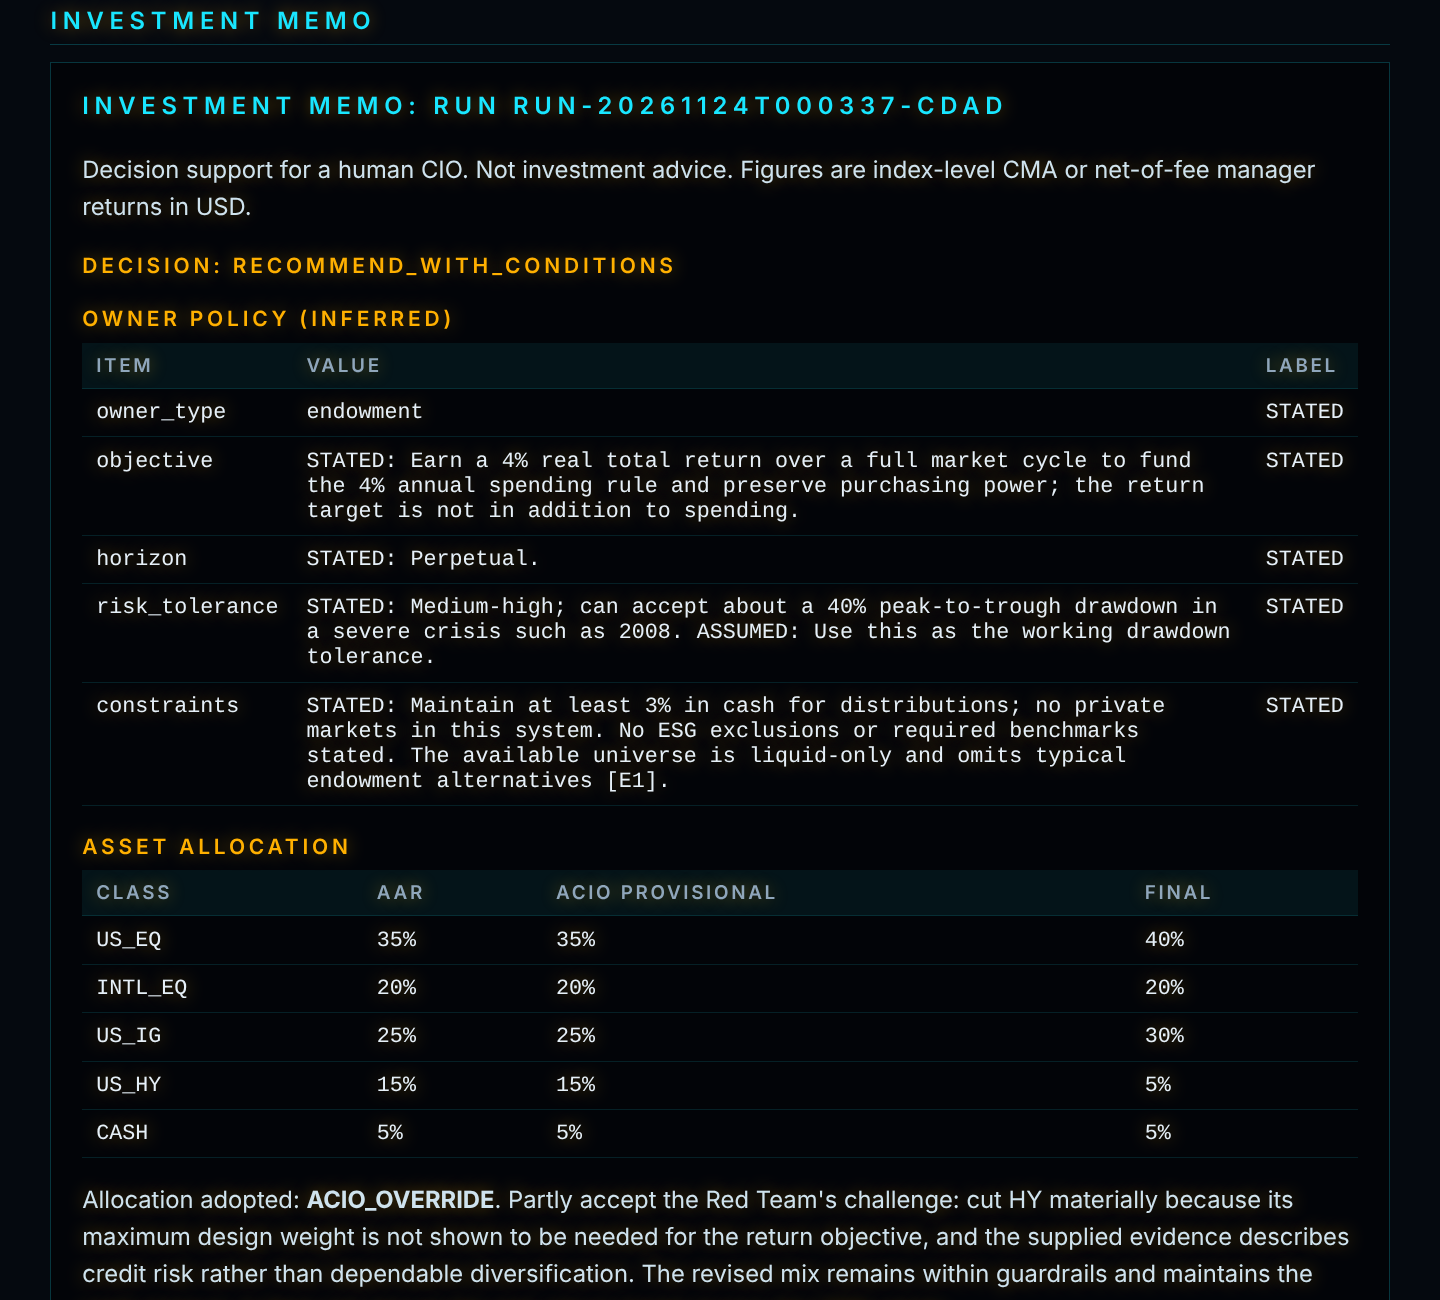 INVESTMENT MEMO
INVESTMENT MEMO: RUN RUN-20261124T000337-CDAD
Decision support for a human CIO. Not investment advice. Figures are index-level CMA or net-of-fee manager
returns in USD.
DECISION: RECOMMEND_WITH_CONDITIONS
OWNER POLICY (INFERRED)
ITEM VALUE LABEL
owner_type endowment STATED
objective STATED: Earn a 4% real total return over a full market cycle to fund STATED
the 4% annual spending rule and preserve purchasing power; the return
target is not in addition to spending.
horizon STATED: Perpetual. STATED
risk_tolerance STATED: Medium-high; can accept about a 40% peak-to-trough drawdown in STATED
a severe crisis such as 2008. ASSUMED: Use this as the working drawdown
tolerance.
constraints STATED: Maintain at least 3% in cash for distributions; no private STATED
markets in this system. No ESG exclusions or required benchmarks
stated. The available universe is liquid-only and omits typical
endowment alternatives [E1].
ASSET ALLOCATION
CLASS AAR ACIO PROVISIONAL FINAL
US_EQ 35% 35% 40%
INTL_EQ 20% 20% 20%
US_IG 25% 25% 30%
US_HY 15% 15% 5%
CASH 5% 5% 5%
Allocation adopted: ACIO_OVERRIDE. Partly accept the Red Team's challenge: cut HY materially because its
maximum design weight is not shown to be needed for the return objective, and the supplied evidence describes
credit risk rather than dependable diversification. The revised mix remains within guardrails and maintains the